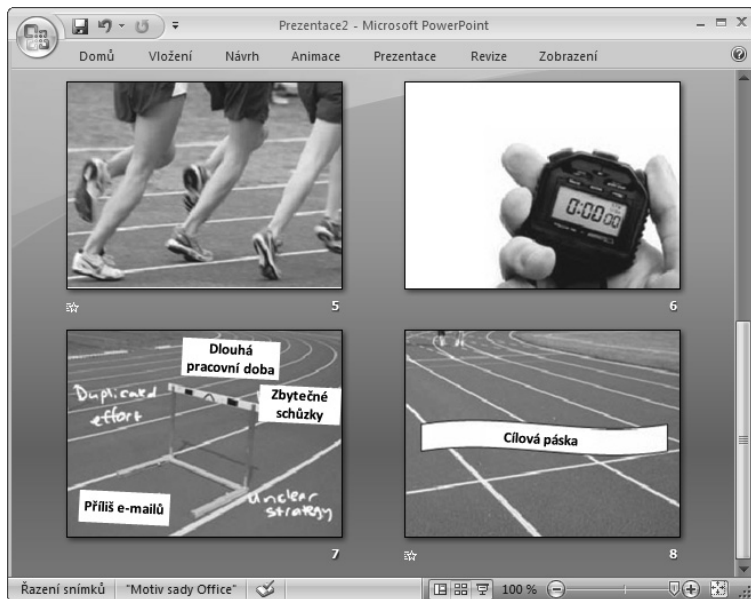 Prezentace2 - Microsoft PowerPoint
Domů Vložení Návrh Animace Prezentace Revize Zobrazení
0:00 00
5
6
Dlouhá
pracovní doba
Duplicated
effort
Zbytečné
schůzky
Příliš e-mailů
Unclear
strategy
7
Cílová páska
8
Řazení snímků "Motiv sady Office" 100 %